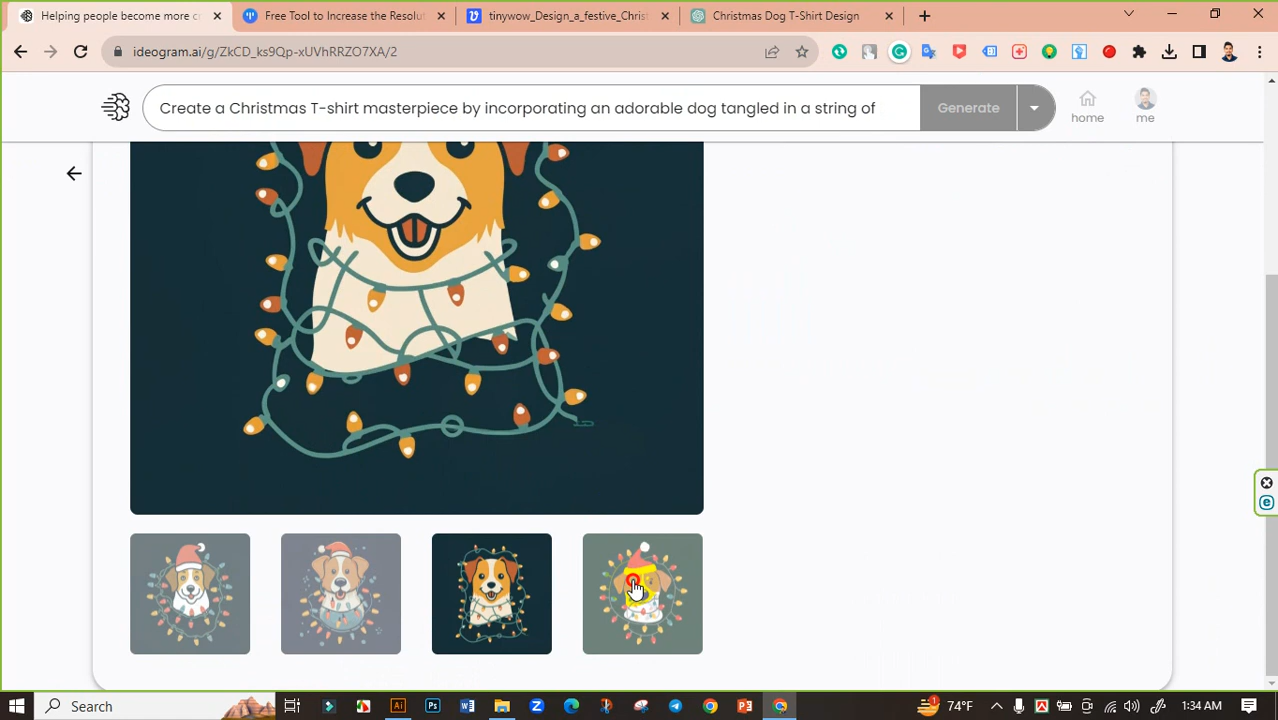 Helping people become more cr
Free Tool to Increase the Resolut
tinywow_Design_a_festive_Christ
Christmas Dog T-Shirt Design
ideogram.ai/g/ZkCD_ks9Qp-xUVhRRZO7XA/2
Create a Christmas T-shirt masterpiece by incorporating an adorable dog tangled in a string of
Generate
home
me
Search
74°F
1:34 AM